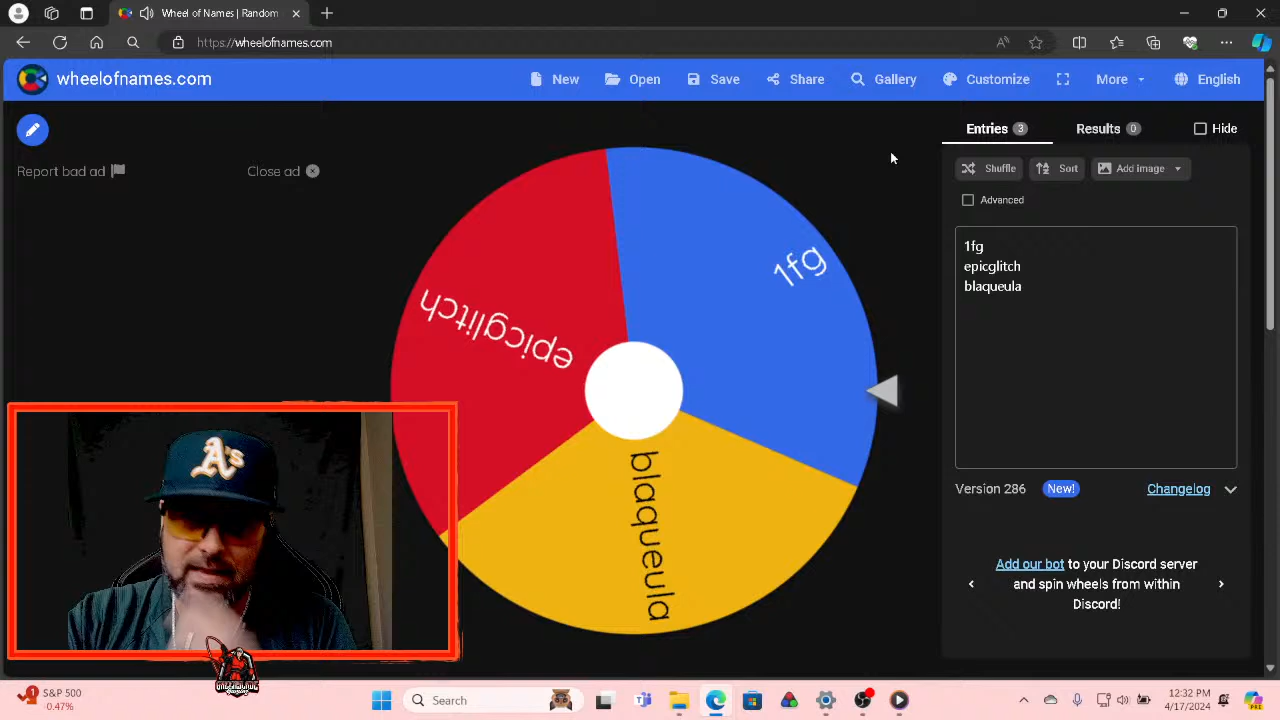 Wheel of Names | Random
https://wheelofnames.com
wheelofnames.com
New
Open
Save
Share
Gallery
Customize
More
English
Report bad ad
Close ad
Entries 3
Results 0
Hide
Shuffle
Sort
Add image
Advanced
1fg
epicglitch
blaqueula
1fg
epicglitch
blaqueula
Version 286
New!
Changelog
Add our bot to your Discord server
and spin wheels from within
Discord!
A's
1
S&P 500
0.47%
Search
12:32 PM
4/17/2024